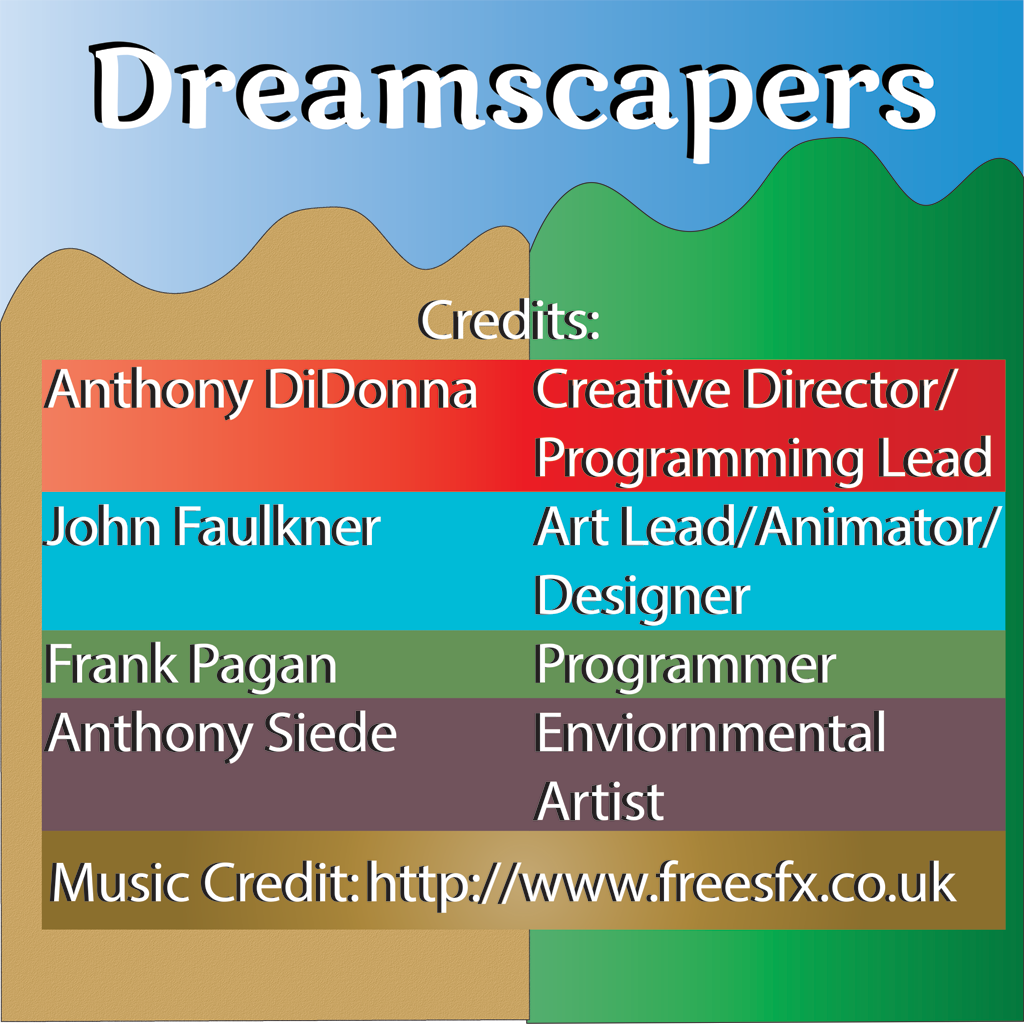 Dreamscapers
Credits:
Anthony DiDonna Creative Director/
Programming Lead
John Faulkner Art Lead/Animator/
Designer
Frank Pagan Programmer
Anthony Siede Enviornmental
Artist
Music Credit: http://www.freesfx.co.uk